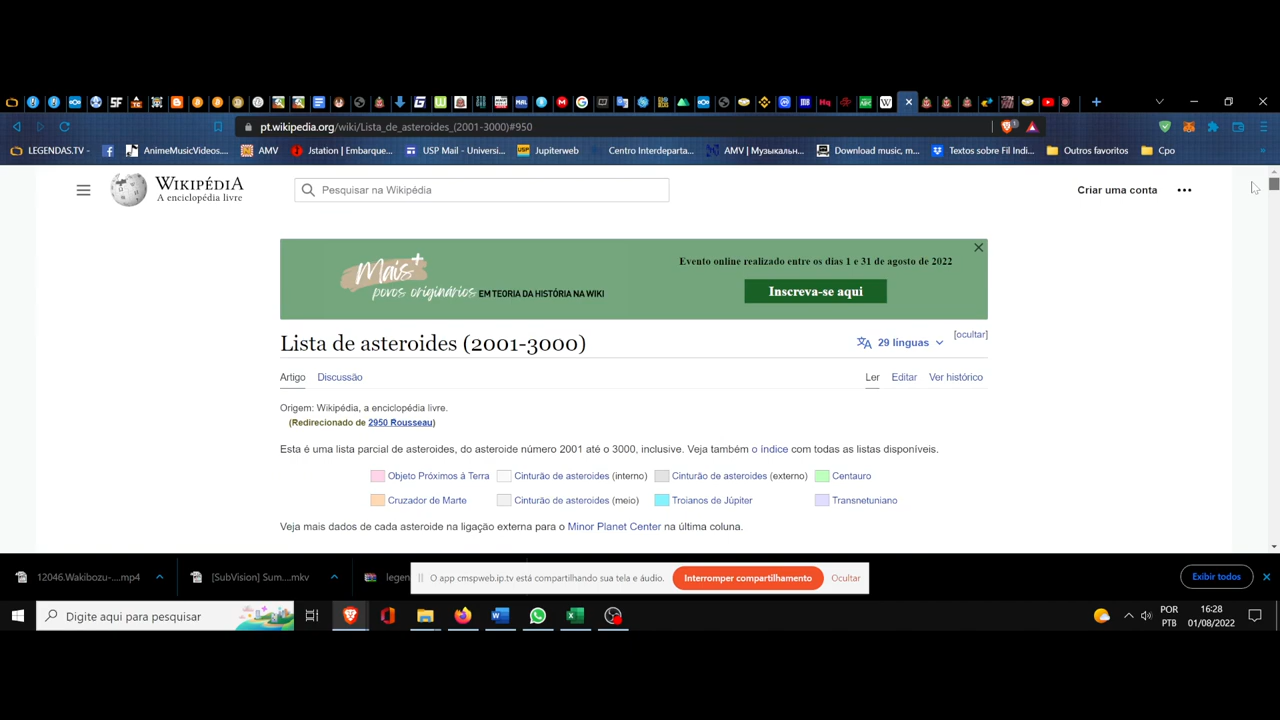 pt.wikipedia.org/wiki/Lista_de_asteroides_(2001-3000)#950
1
LEGENDAS.TV -
AnimeMusicVideos...
AMV
Jstation | Embarque...
USP Mail - Universi...
Jupiterweb
Centro Interdeparta...
AMV | Музыкальн...
Download music, m...
Textos sobre Fil Indi...
Outros favoritos
Cpo
WIKIPÉDIA
A enciclopédia livre
Pesquisar na Wikipédia
Criar uma conta
Mais+
povos originários EM TEORIA DA HISTÓRIA NA WIKI
Evento online realizado entre os dias 1 e 31 de agosto de 2022
Inscreva-se aqui
Lista de asteroides (2001-3000)
29 línguas
[ocultar]
Artigo Discussão
Ler Editar Ver histórico
Origem: Wikipédia, a enciclopédia livre.
(Redirecionado de 2950 Rousseau)
Esta é uma lista parcial de asteroides, do asteroide número 2001 até o 3000, inclusive. Veja também o índice com todas as listas disponíveis.
Objeto Próximos à Terra Cinturão de asteroides (interno) Cinturão de asteroides (externo) Centauro
Cruzador de Marte Cinturão de asteroides (meio) Troianos de Júpiter Transnetuniano
Veja mais dados de cada asteroide na ligação externa para o Minor Planet Center na última coluna.
12046.Wakibozu-....mp4
[SubVision] Sum...mkv
legen
O app cmspweb.ip.tv está compartilhando sua tela e áudio.
Interromper compartilhamento
Ocultar
Exibir todos
Digite aqui para pesquisar
POR
PTB
16:28
01/08/2022